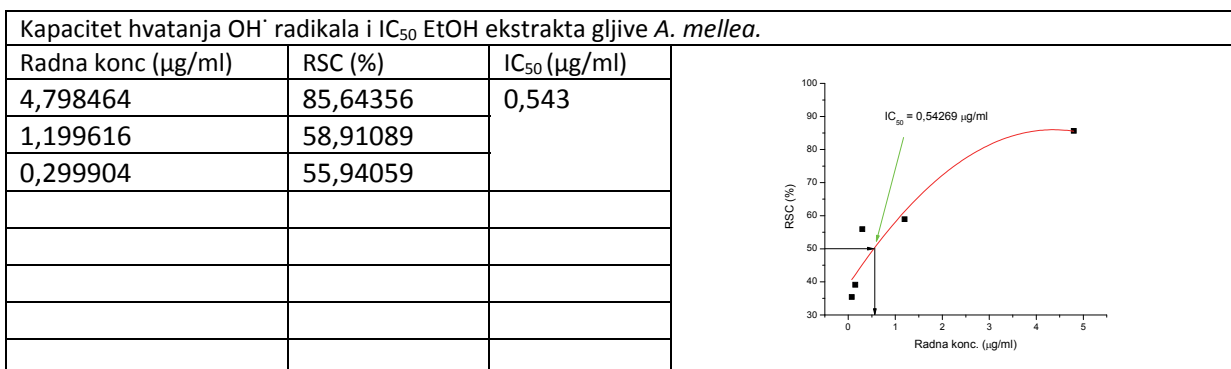 Kapacitet hvatanja OH˙ radikala i IC₅₀ EtOH ekstrakta gljive A. mellea.
Radna konc (µg/ml) RSC (%) IC₅₀ (µg/ml)
4,798464 85,64356 0,543
1,199616 58,91089
0,299904 55,94059
100
90
80
70
60
50
40
30
RSC (%)
IC₅₀ = 0,54269 µg/ml
0 1 2 3 4 5
Radna konc. (µg/ml)